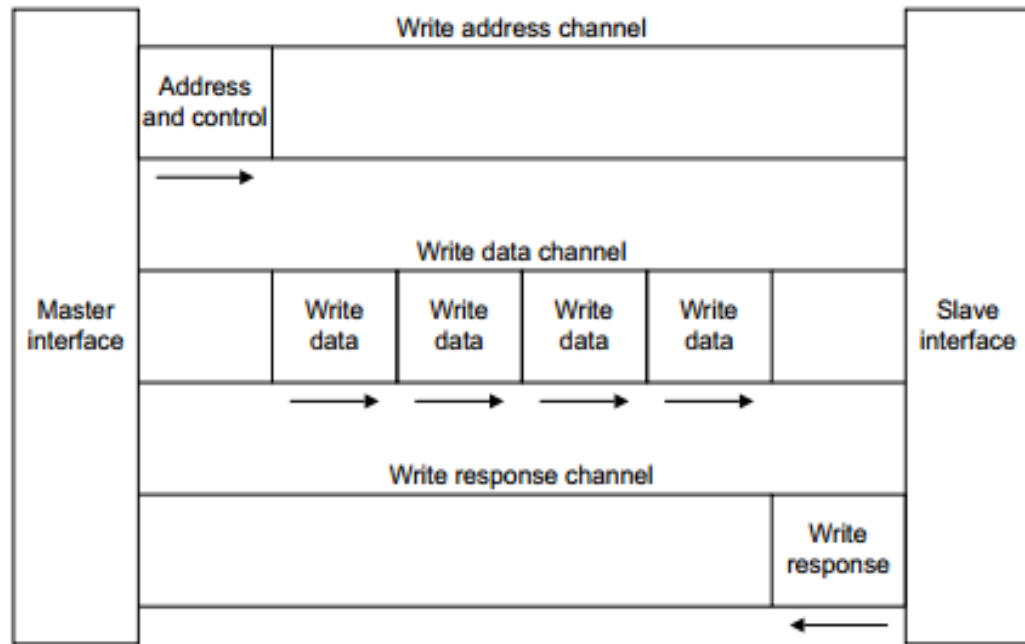 Write address channel
Address
and control
Write data channel
Master
interface
Write
data
Write
data
Write
data
Write
data
Slave
interface
Write response channel
Write
response